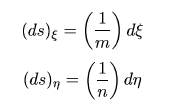 (ds)_ξ = (1/m) dξ
(ds)_η = (1/n) dη